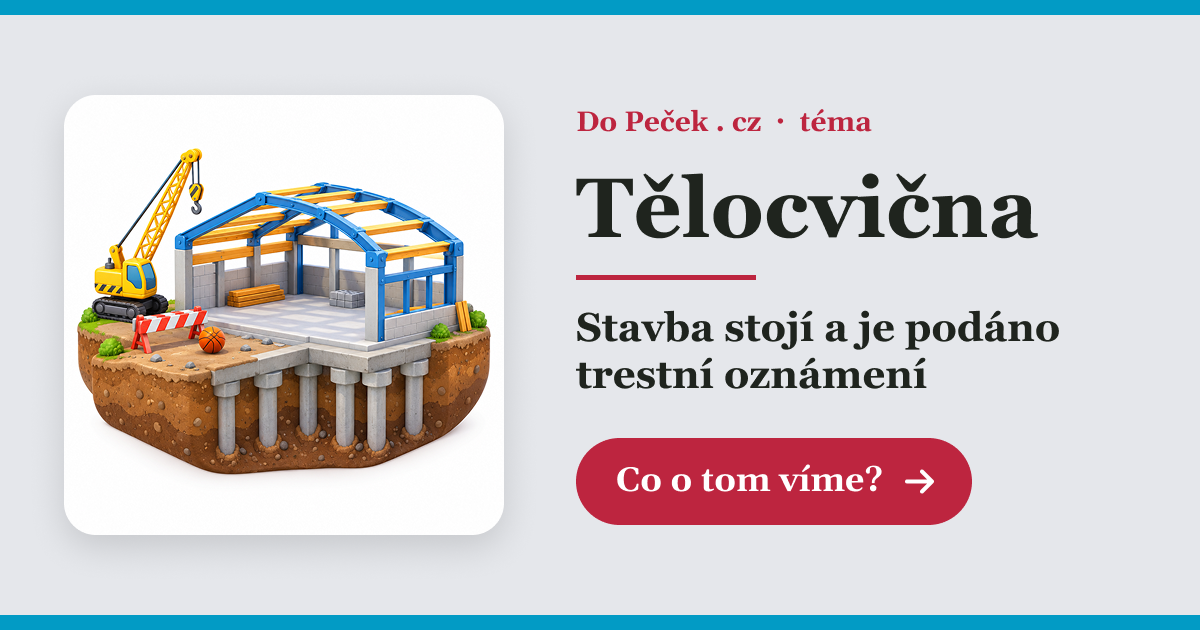 Do Peček . cz · téma
Tělocvična
Stavba stojí a je podáno
trestní oznámení
Co o tom víme? →